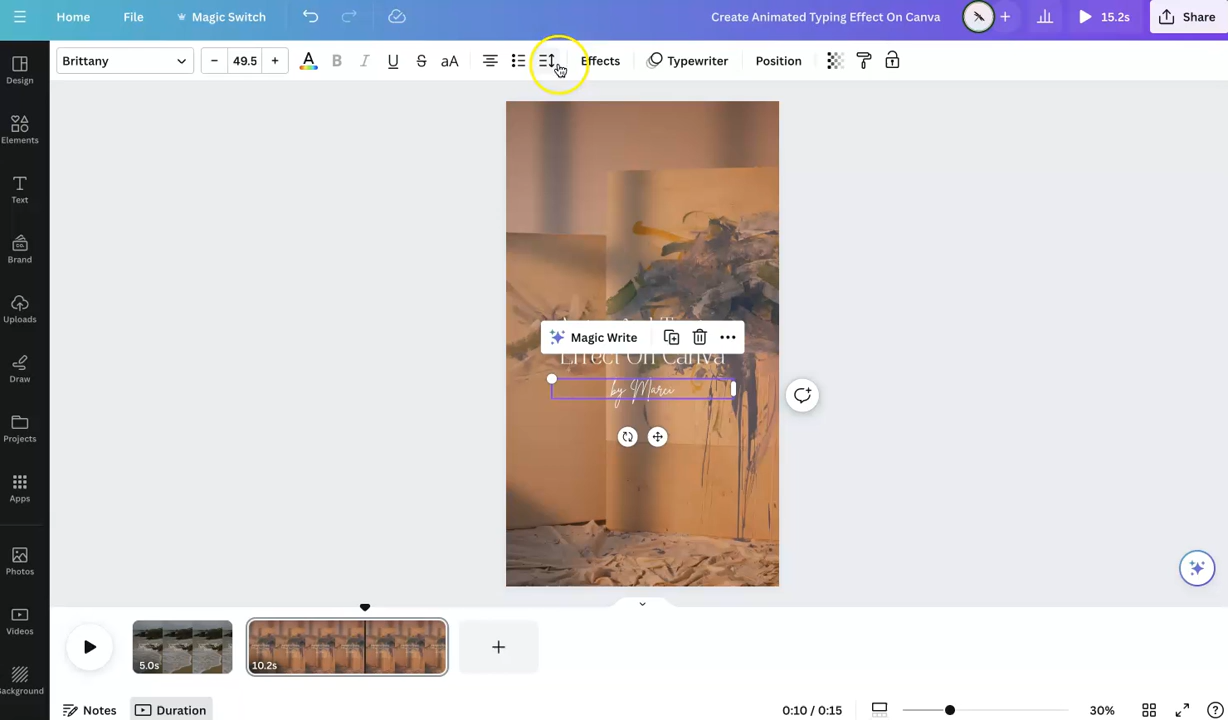 Home File Magic Switch Create Animated Typing Effect On Canva 15.2s Share
Brittany 49.5 A B I U S aA Effects Typewriter Position
Design
Elements
Text
Brand
Uploads
Draw
Projects
Apps
Photos
Videos
Background
Magic Write
Effect On Canva
by Marci
5.0s 10.2s
Notes Duration 0:10 / 0:15 30%